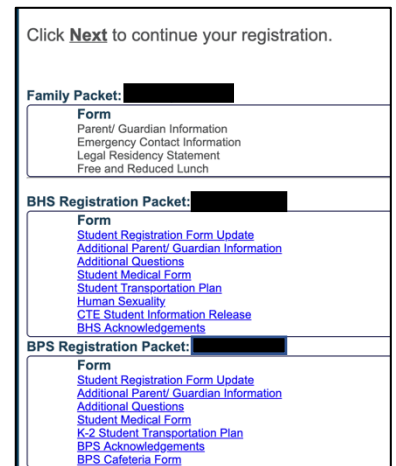 Click Next to continue your registration.
Family Packet:
Form
Parent/ Guardian Information
Emergency Contact Information
Legal Residency Statement
Free and Reduced Lunch
BHS Registration Packet:
Form
Student Registration Form Update
Additional Parent/ Guardian Information
Additional Questions
Student Medical Form
Student Transportation Plan
Human Sexuality
CTE Student Information Release
BHS Acknowledgements
BPS Registration Packet:
Form
Student Registration Form Update
Additional Parent/ Guardian Information
Additional Questions
Student Medical Form
K-2 Student Transportation Plan
BPS Acknowledgements
BPS Cafeteria Form